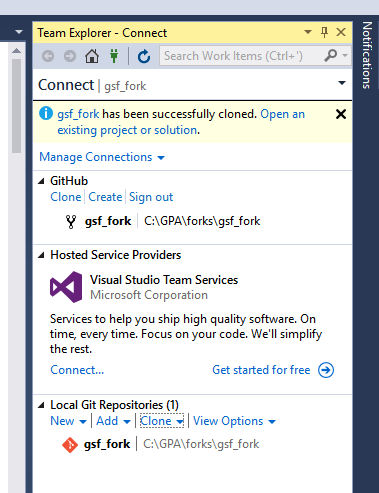 Team Explorer - Connect
Search Work Items (Ctrl+')
Connect | gsf_fork
gsf_fork has been successfully cloned. Open an
existing project or solution.
Manage Connections
GitHub
Clone | Create | Sign out
gsf_fork C:\GPA\forks\gsf_fork
Hosted Service Providers
Visual Studio Team Services
Microsoft Corporation
Services to help you ship high quality software. On
time, every time. Focus on your code. We'll simplify
the rest.
Connect... Get started for free
Local Git Repositories (1)
New | Add | Clone | View Options
gsf_fork | C:\GPA\forks\gsf_fork
Notifications